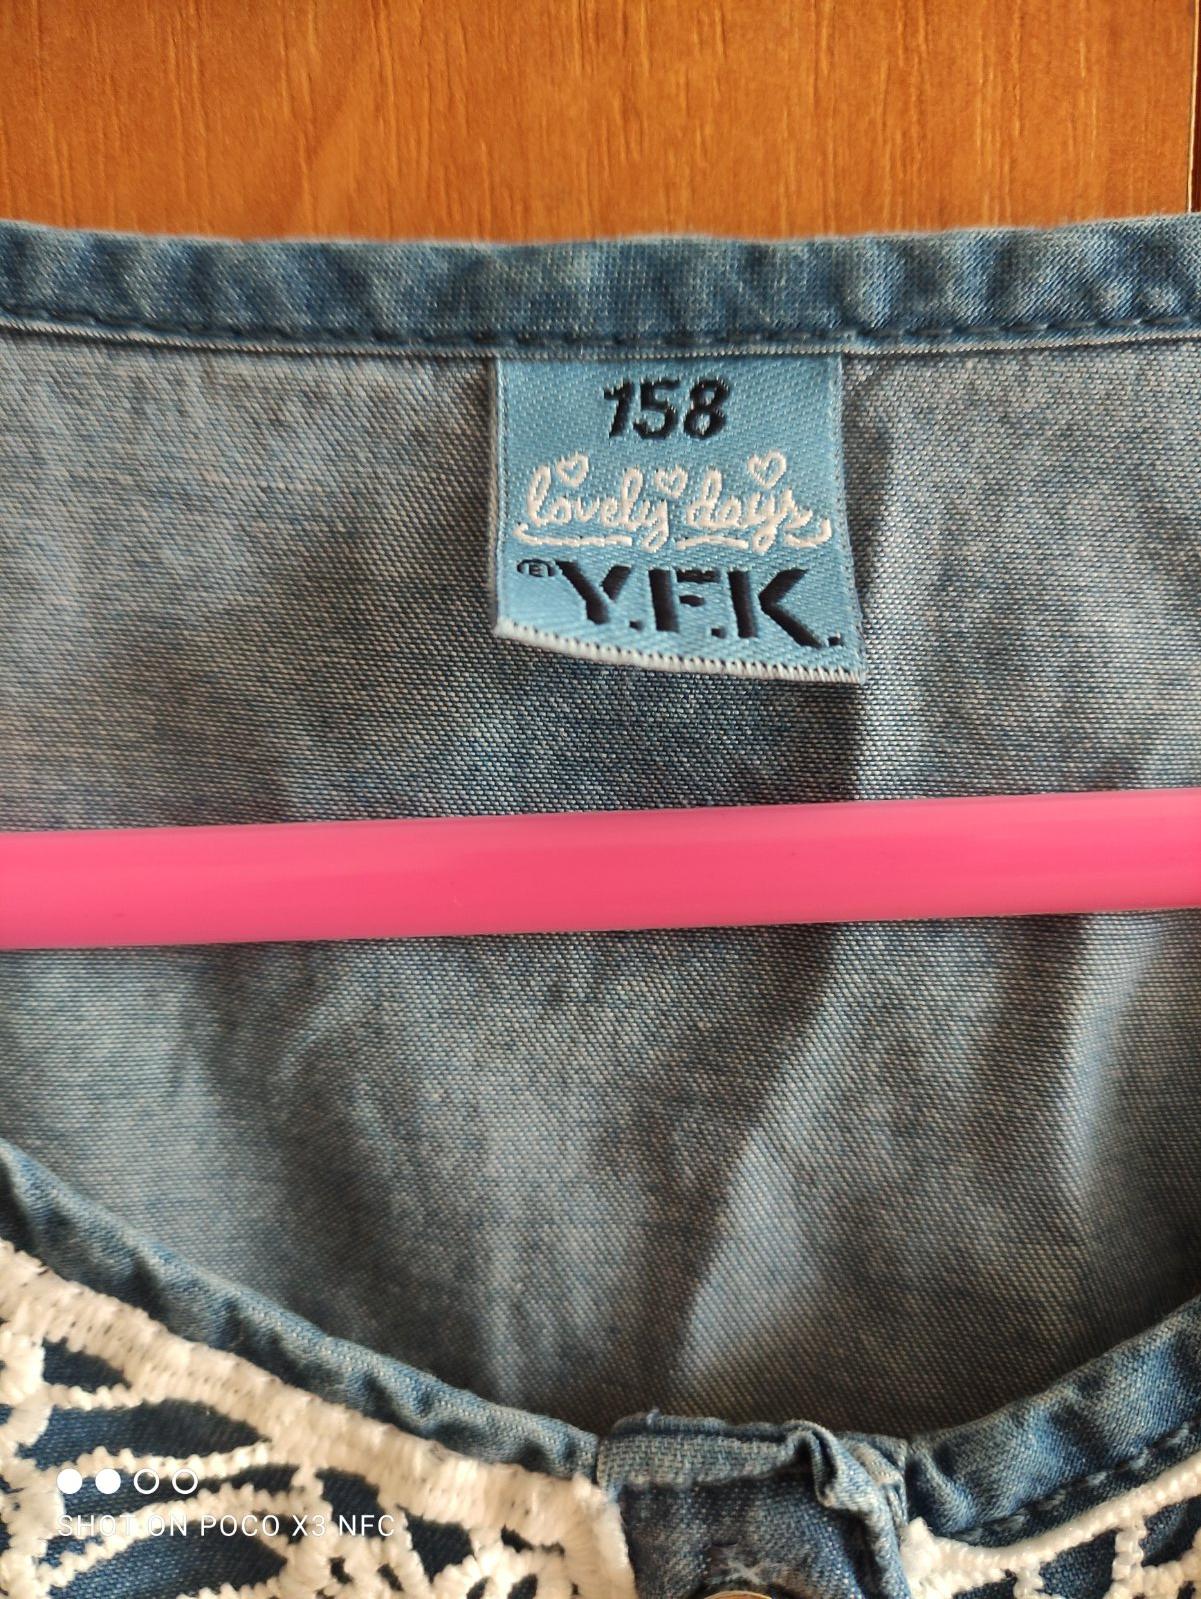 158
lovely days
Y.F.K.
SHOT ON POCO X3 NFC